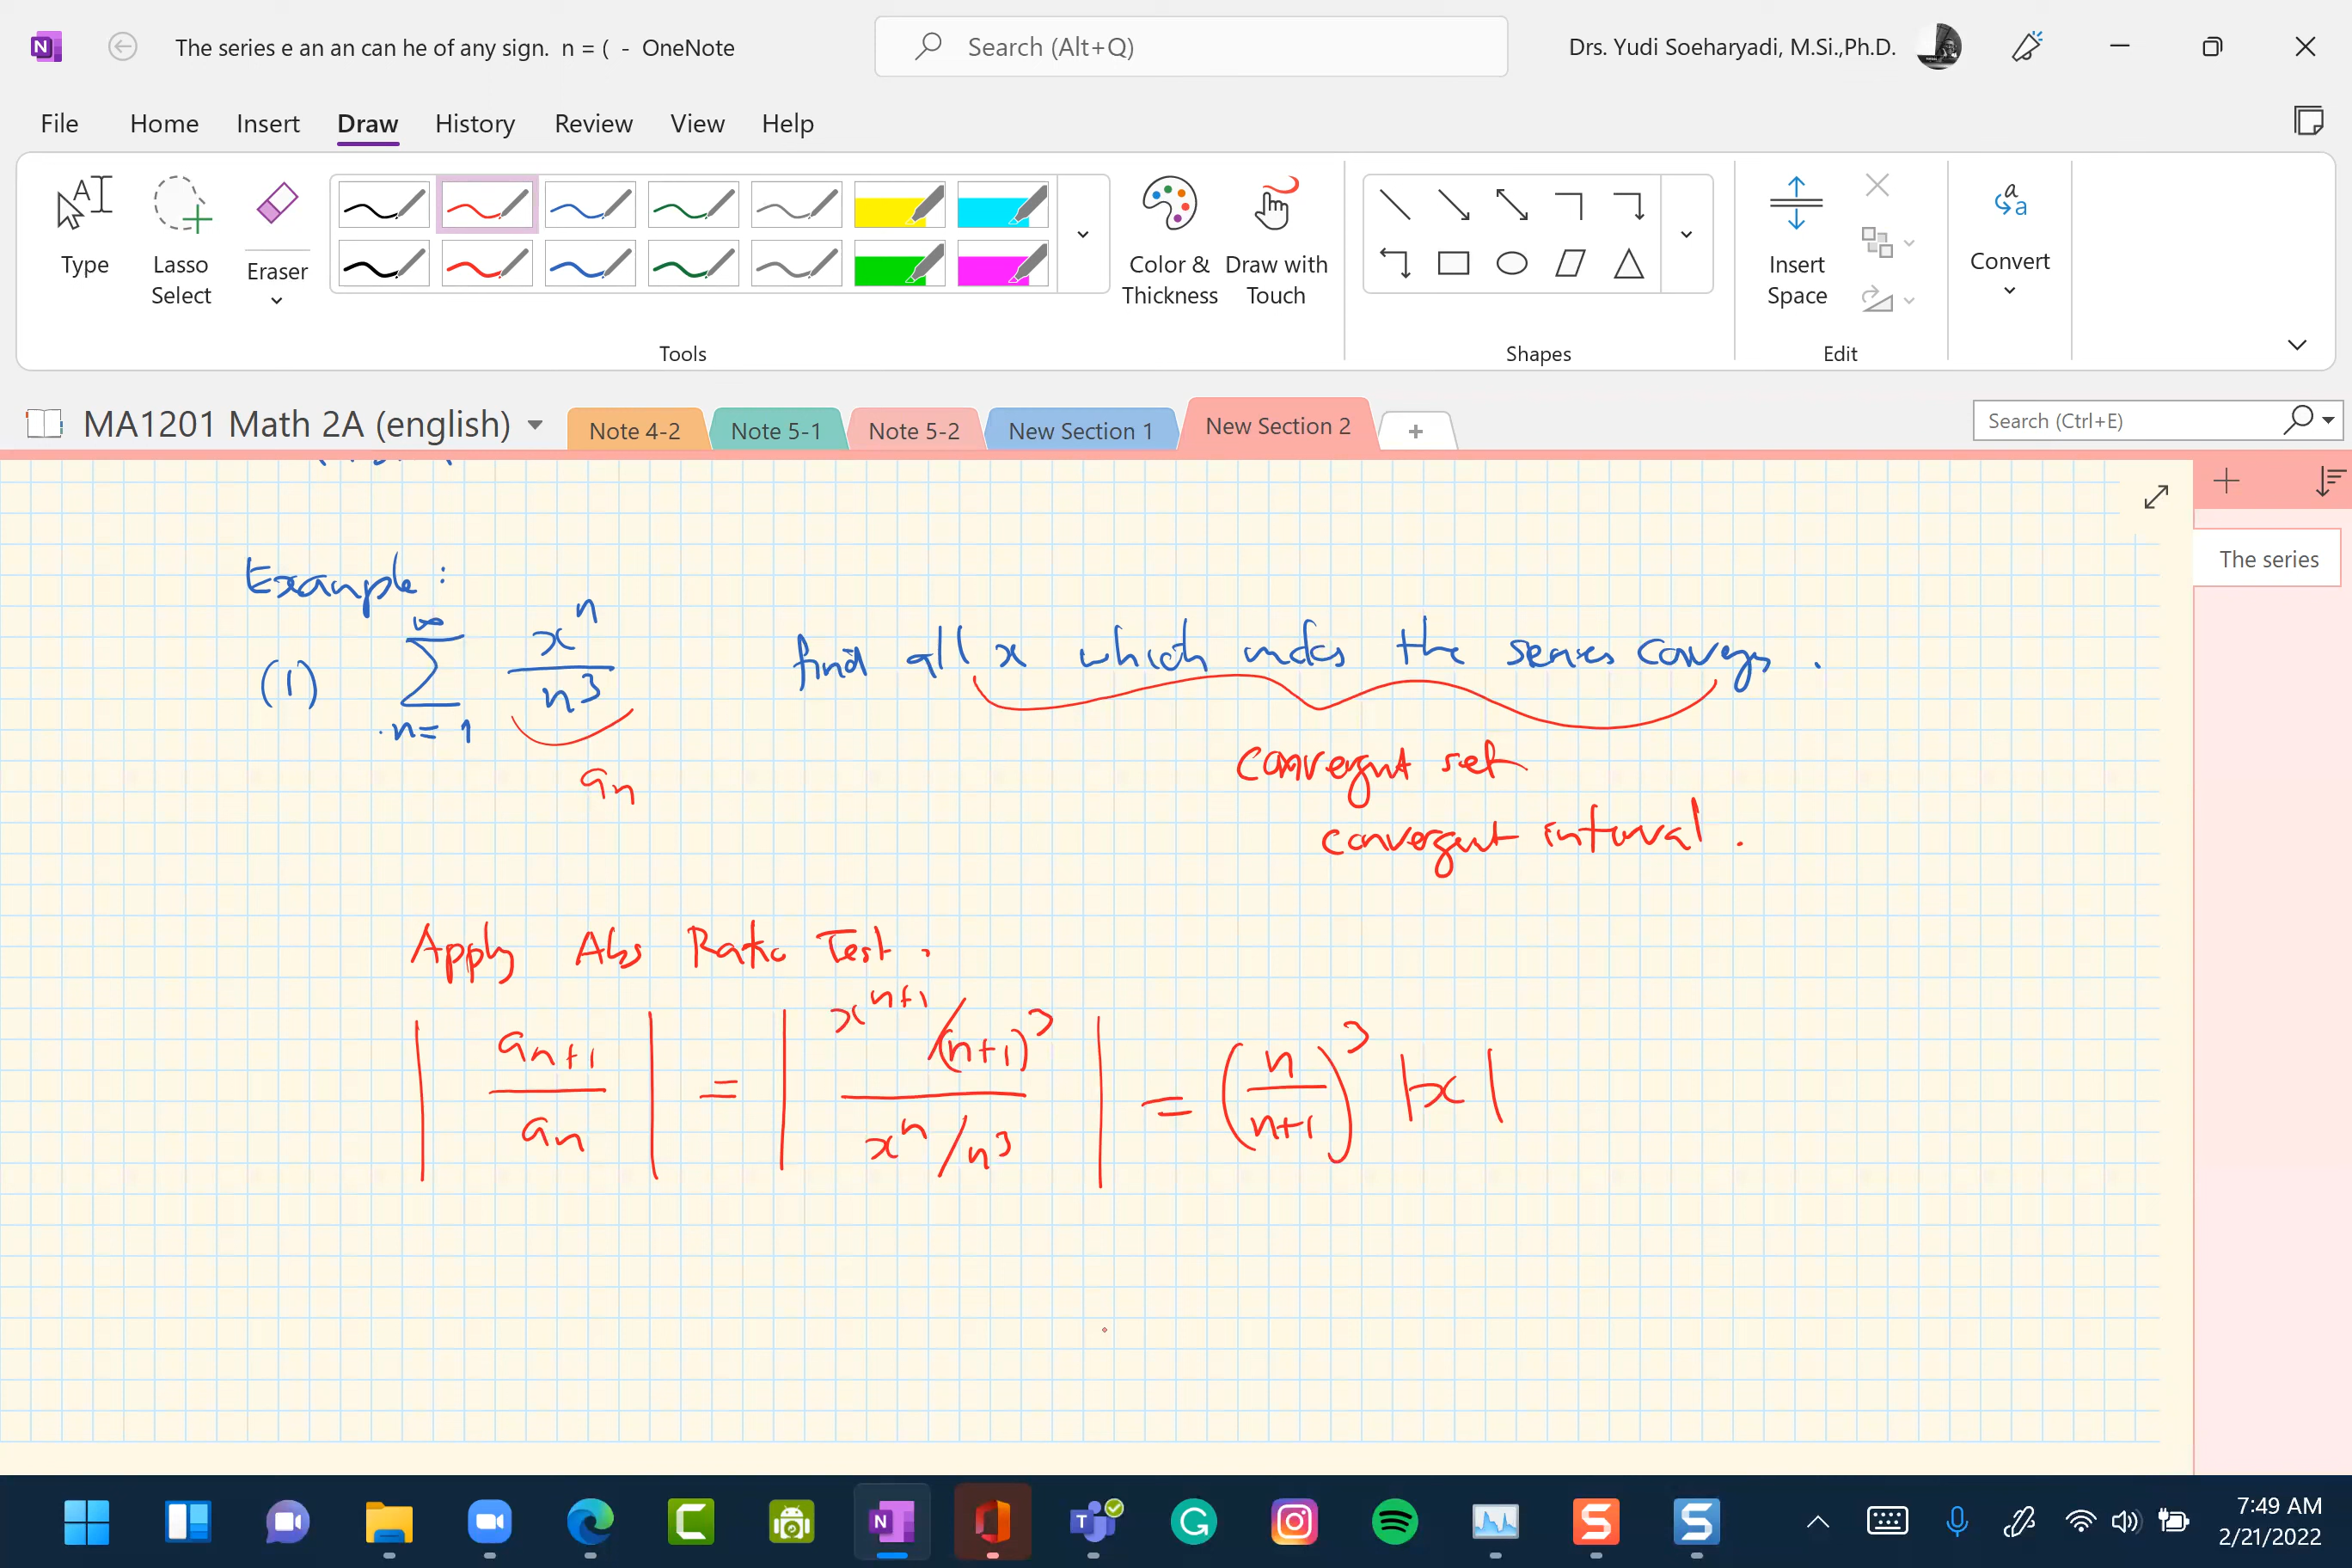 The series e an an can he of any sign. n = ( - OneNote
Search (Alt+Q)
Drs. Yudi Soeharyadi, M.Si.,Ph.D.
File Home Insert Draw History Review View Help
Type
Lasso Select
Eraser
Color & Thickness
Draw with Touch
Insert Space
Convert
Tools
Shapes
Edit
MA1201 Math 2A (english)
Note 4-2
Note 5-1
Note 5-2
New Section 1
New Section 2
Search (Ctrl+E)
The series
Example:
(1) ∑_{n=1}^{∞} x^n / n^3 find all x which makes the series converges.
a_n
convergent set
convergent interval.
Apply Abs Ratio Test.
| a_{n+1} / a_n | = | x^{n+1}/(n+1)^3 / x^n/n^3 | = (n/(n+1))^3 |x|
7:49 AM
2/21/2022